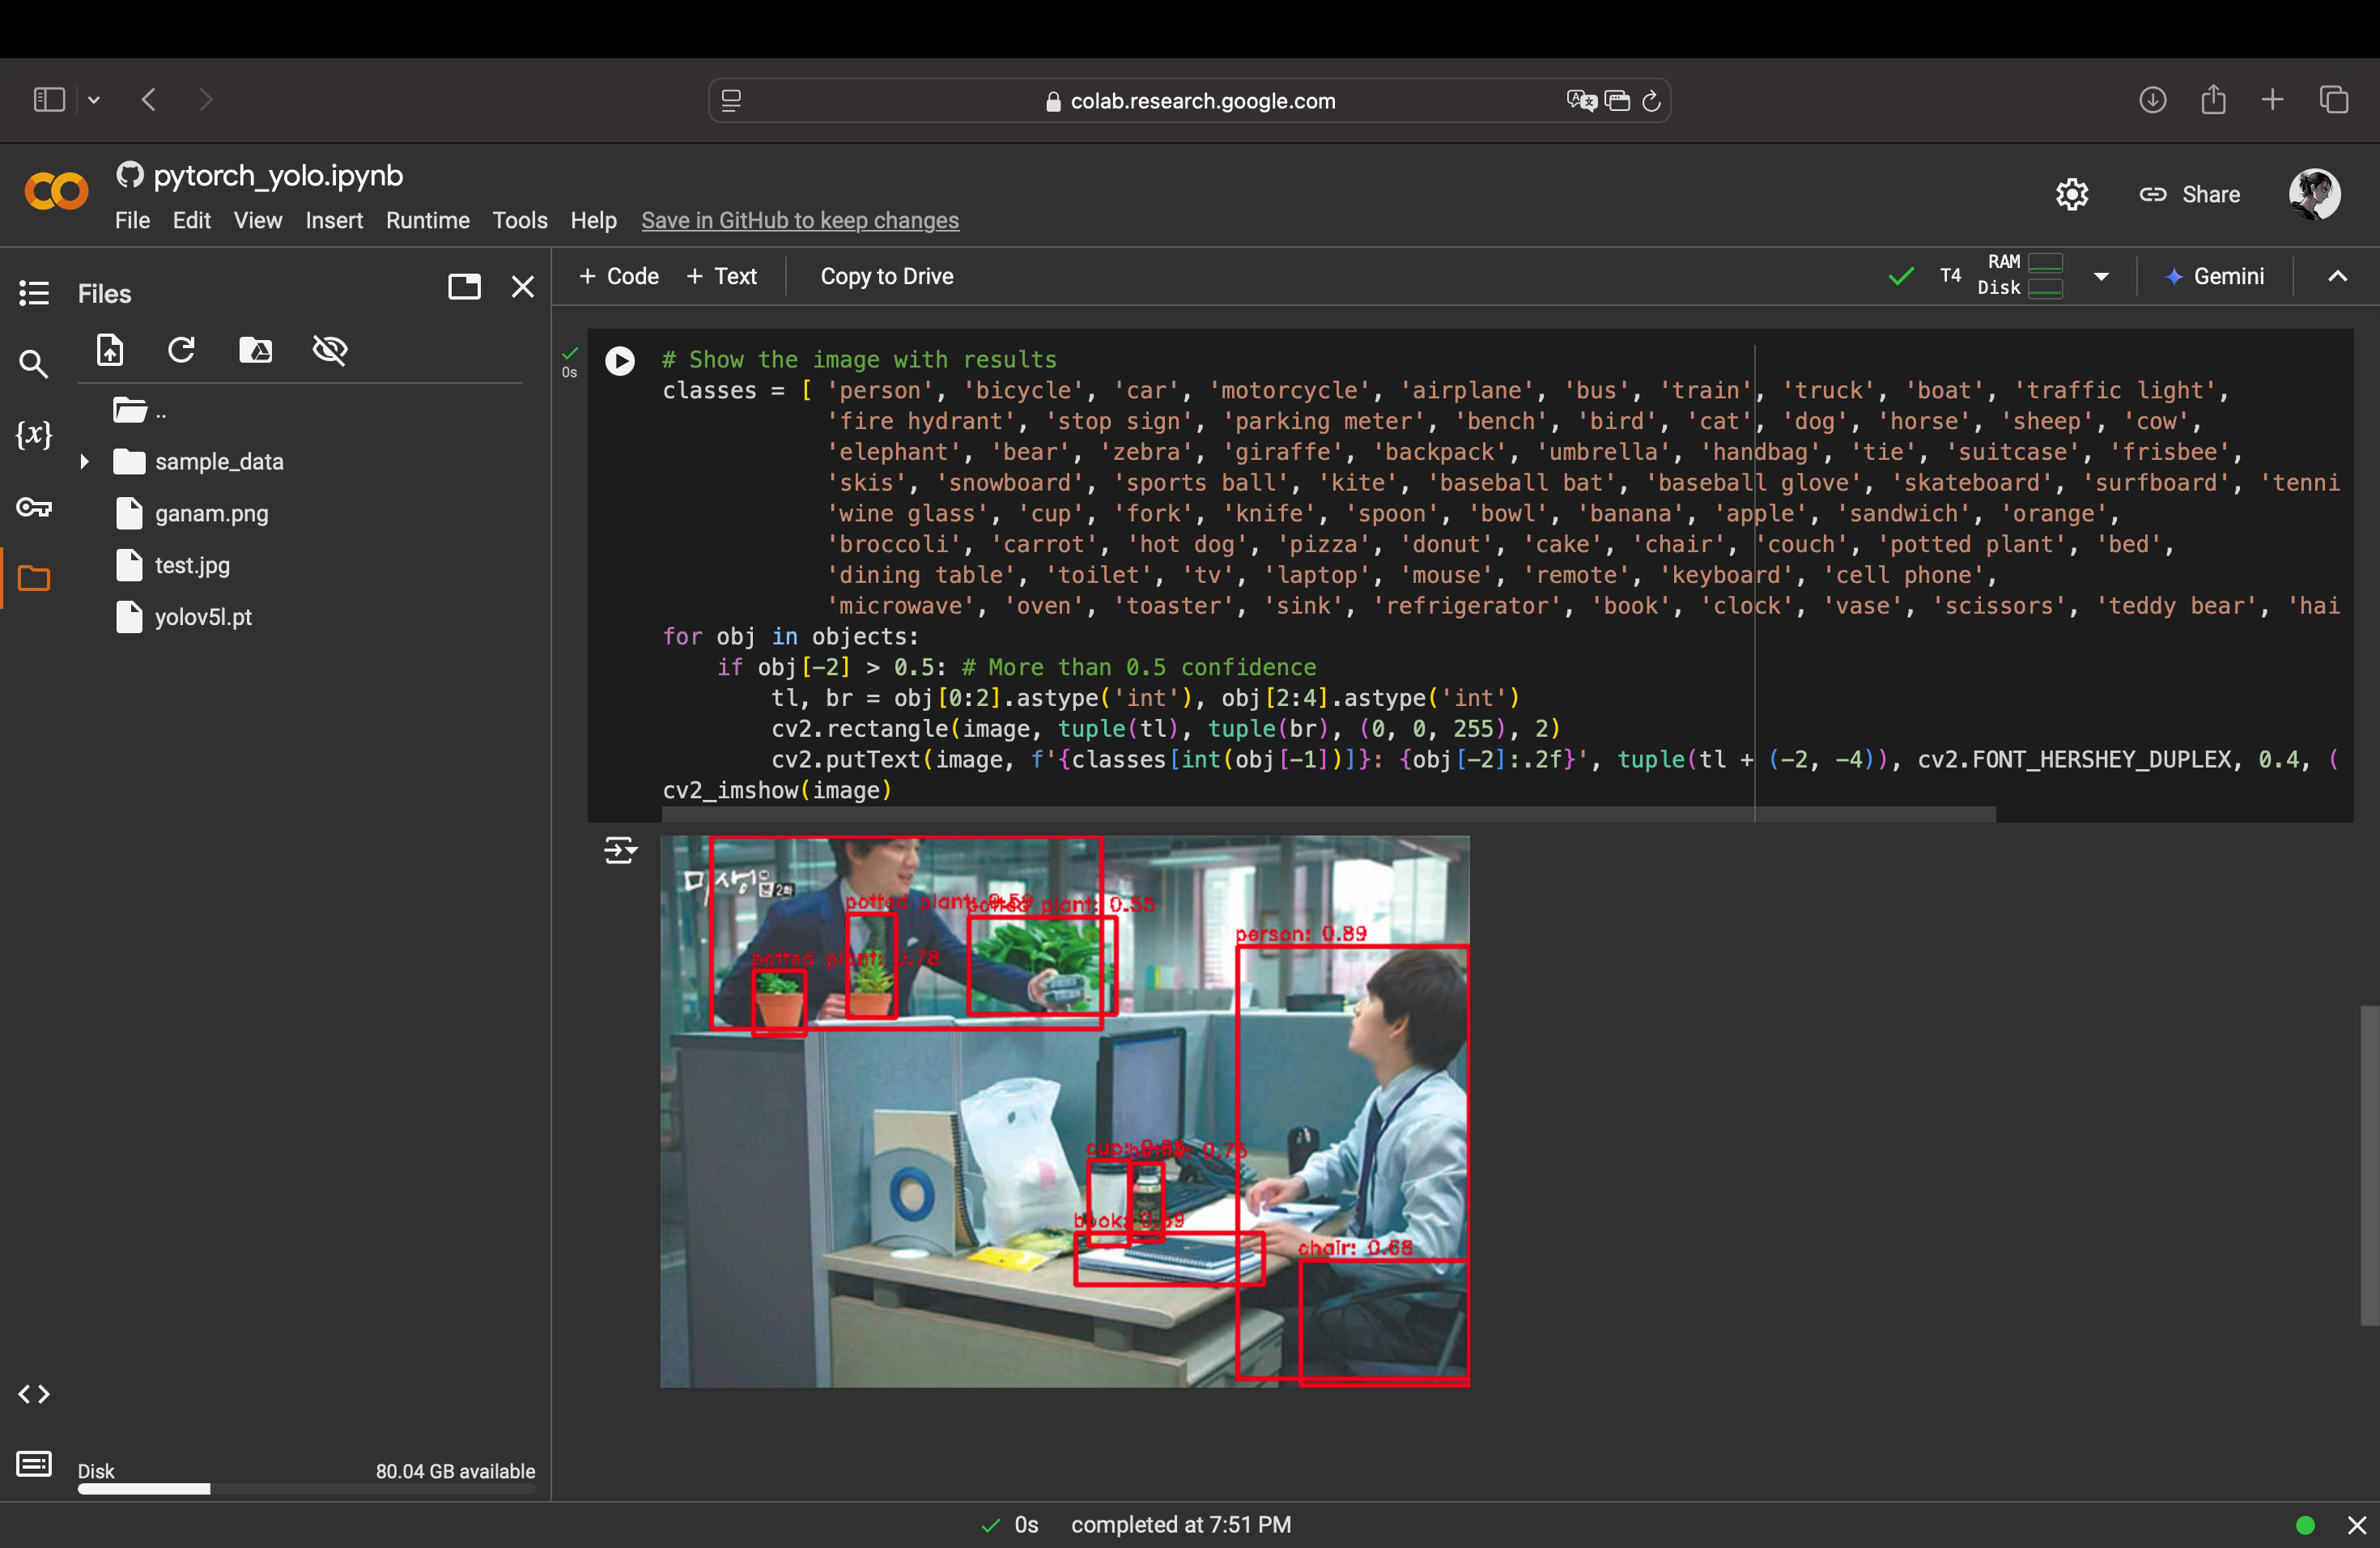 colab.research.google.com
pytorch_yolo.ipynb
File Edit View Insert Runtime Tools Help Save in GitHub to keep changes
Share
Files
+ Code + Text Copy to Drive
T4 RAM Disk Gemini
..
sample_data
ganam.png
test.jpg
yolov5l.pt
Disk 80.04 GB available
{x}
0s
# Show the image with results
classes = [ 'person', 'bicycle', 'car', 'motorcycle', 'airplane', 'bus', 'train', 'truck', 'boat', 'traffic light',
'fire hydrant', 'stop sign', 'parking meter', 'bench', 'bird', 'cat', 'dog', 'horse', 'sheep', 'cow',
'elephant', 'bear', 'zebra', 'giraffe', 'backpack', 'umbrella', 'handbag', 'tie', 'suitcase', 'frisbee',
'skis', 'snowboard', 'sports ball', 'kite', 'baseball bat', 'baseball glove', 'skateboard', 'surfboard', 'tenni
'wine glass', 'cup', 'fork', 'knife', 'spoon', 'bowl', 'banana', 'apple', 'sandwich', 'orange',
'broccoli', 'carrot', 'hot dog', 'pizza', 'donut', 'cake', 'chair', 'couch', 'potted plant', 'bed',
'dining table', 'toilet', 'tv', 'laptop', 'mouse', 'remote', 'keyboard', 'cell phone',
'microwave', 'oven', 'toaster', 'sink', 'refrigerator', 'book', 'clock', 'vase', 'scissors', 'teddy bear', 'hai
for obj in objects:
if obj[-2] > 0.5: # More than 0.5 confidence
tl, br = obj[0:2].astype('int'), obj[2:4].astype('int')
cv2.rectangle(image, tuple(tl), tuple(br), (0, 0, 255), 2)
cv2.putText(image, f'{classes[int(obj[-1])]}: {obj[-2]:.2f}', tuple(tl + (-2, -4)), cv2.FONT_HERSHEY_DUPLEX, 0.4, (
cv2_imshow(image)
미생 2화
potted plant:
potted plant: 0.55
potted plant: 0.78
person: 0.89
cup:
0.75
book: 0.59
chair: 0.68
0s completed at 7:51 PM